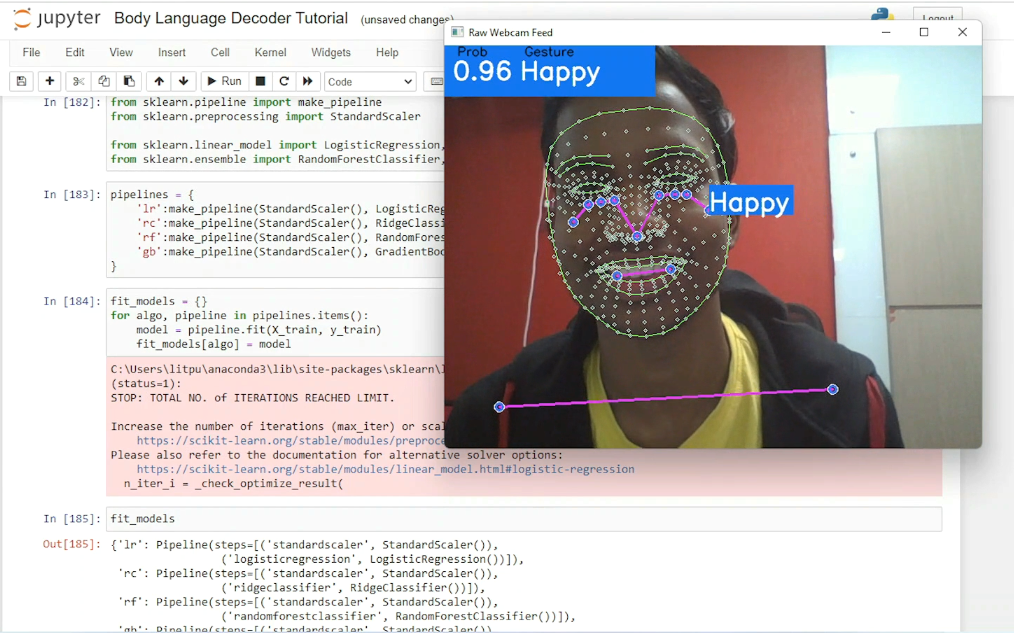 jupyter Body Language Decoder Tutorial (unsaved changes)
Logout
File Edit View Insert Cell Kernel Widgets Help
Run Code
Raw Webcam Feed
Prob Gesture
0.96 Happy
Happy
In [182]: from sklearn.pipeline import make_pipeline
from sklearn.preprocessing import StandardScaler
from sklearn.linear_model import LogisticRegression,
from sklearn.ensemble import RandomForestClassifier,
In [183]: pipelines = {
'lr':make_pipeline(StandardScaler(), LogisticReg
'rc':make_pipeline(StandardScaler(), RidgeClassi
'rf':make_pipeline(StandardScaler(), RandomFores
'gb':make_pipeline(StandardScaler(), GradientBoo
}
In [184]: fit_models = {}
for algo, pipeline in pipelines.items():
model = pipeline.fit(X_train, y_train)
fit_models[algo] = model
C:\Users\litpu\anaconda3\lib\site-packages\sklearn\l
(status=1):
STOP: TOTAL NO. of ITERATIONS REACHED LIMIT.
Increase the number of iterations (max_iter) or scal
https://scikit-learn.org/stable/modules/preproce
Please also refer to the documentation for alternative solver options:
https://scikit-learn.org/stable/modules/linear_model.html#logistic-regression
n_iter_i = _check_optimize_result(
In [185]: fit_models
Out[185]: {'lr': Pipeline(steps=[('standardscaler', StandardScaler()),
('logisticregression', LogisticRegression())]),
'rc': Pipeline(steps=[('standardscaler', StandardScaler()),
('ridgeclassifier', RidgeClassifier())]),
'rf': Pipeline(steps=[('standardscaler', StandardScaler()),
('randomforestclassifier', RandomForestClassifier())]),
'gb': Pipeline(steps=[('standardscaler', StandardScaler()),